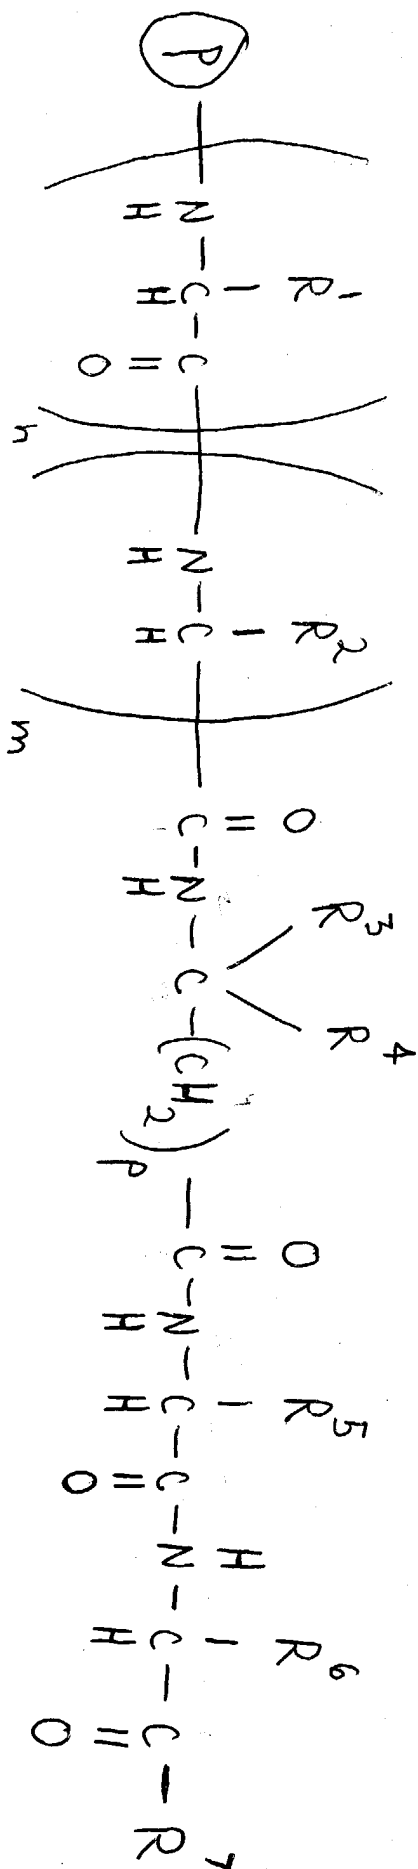 R¹ R² O R³ R⁴ O R⁵ H R⁶
P — ( N — C — C ) ( N — C ) — C — N — C — (CH₂)p — C — N — C — C — N — C — C — R⁷
H H O n H H m H H H O H O